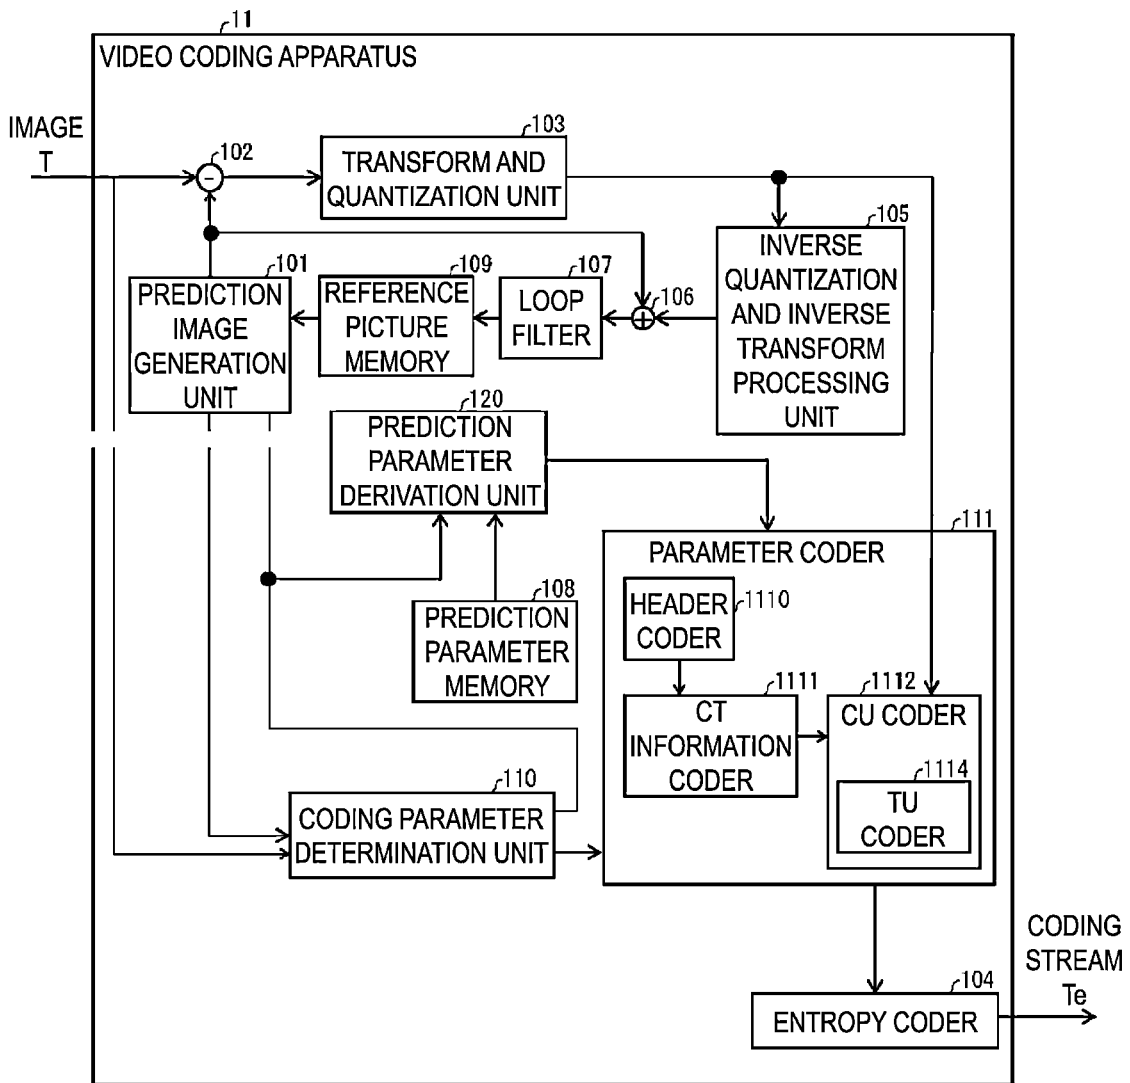 11
VIDEO CODING APPARATUS
IMAGE
T
102
-
103
TRANSFORM AND
QUANTIZATION UNIT
105
INVERSE
QUANTIZATION
AND INVERSE
TRANSFORM
PROCESSING
UNIT
101
PREDICTION
IMAGE
GENERATION
UNIT
109
REFERENCE
PICTURE
MEMORY
107
LOOP
FILTER
106
+
120
PREDICTION
PARAMETER
DERIVATION UNIT
108
PREDICTION
PARAMETER
MEMORY
111
PARAMETER CODER
1110
HEADER
CODER
1111
CT
INFORMATION
CODER
1112
CU CODER
1114
TU
CODER
110
CODING PARAMETER
DETERMINATION UNIT
104
ENTROPY CODER
CODING
STREAM
Te